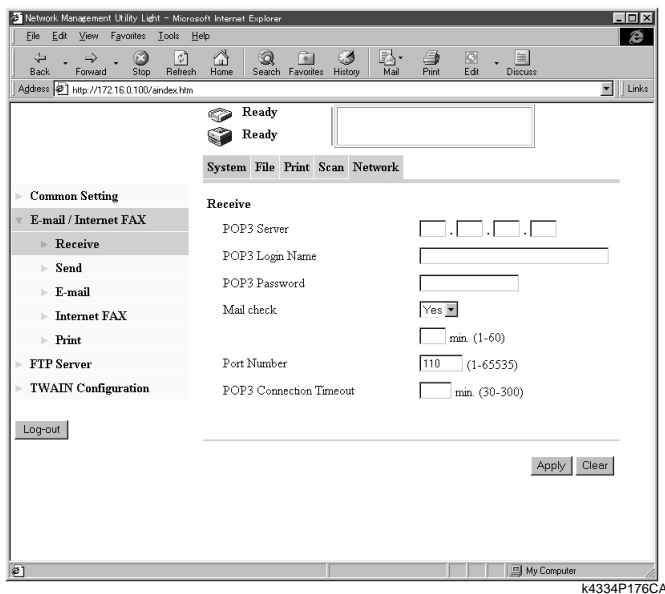 Network Management Utility Light - Microsoft Internet Explorer
File Edit View Favorites Tools Help
Back Forward Stop Refresh Home Search Favorites History Mail Print Edit Discuss
Address http://172.16.0.100/aindex.htm Links
Ready
Ready
System File Print Scan Network
Common Setting
E-mail / Internet FAX
Receive
Send
E-mail
Internet FAX
Print
FTP Server
TWAIN Configuration
Log-out
Receive
POP3 Server . . .
POP3 Login Name
POP3 Password
Mail check Yes
min. (1-60)
Port Number 110 (1-65535)
POP3 Connection Timeout min. (30-300)
Apply Clear
My Computer
k4334P176CA